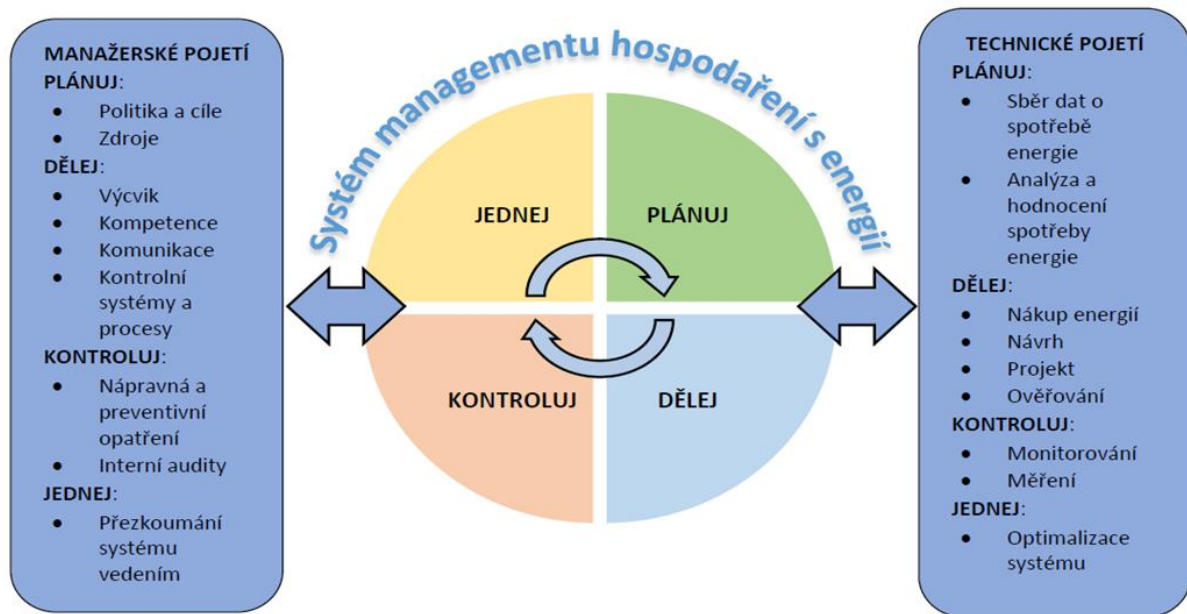 MANAŽERSKÉ POJETÍ
PLÁNUJ:
● Politika a cíle
● Zdroje
DĚLEJ:
● Výcvik
● Kompetence
● Komunikace
● Kontrolní
systémy a
procesy
KONTROLUJ:
● Nápravná a
preventivní
opatření
● Interní audity
JEDNEJ:
● Přezkoumání
systému
vedením
Systém managementu hospodaření s energií
JEDNEJ
PLÁNUJ
KONTROLUJ
DĚLEJ
TECHNICKÉ POJETÍ
PLÁNUJ:
● Sběr dat o
spotřebě
energie
● Analýza a
hodnocení
spotřeby
energie
DĚLEJ:
● Nákup energií
● Návrh
● Projekt
● Ověřování
KONTROLUJ:
● Monitorování
● Měření
JEDNEJ:
● Optimalizace
systému